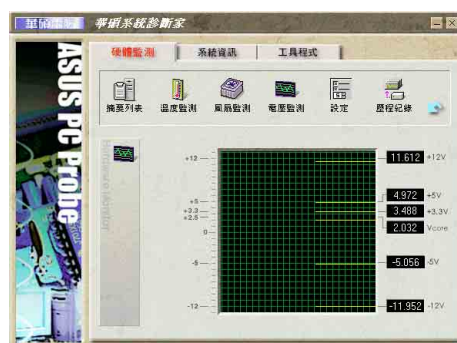 華碩電腦 華碩系統診斷家
ASUS PC Probe
硬體監測 系統資訊 工具程式
摘要列表 溫度監測 風扇監測 電壓監測 設定 歷程紀錄
Hardware Monitor
+12
+5
+3.3
+2.5
0
-5
-12
11.612 +12V
4.972 +5V
3.488 +3.3V
2.032 Vcore
-5.056 -5V
-11.952 -12V